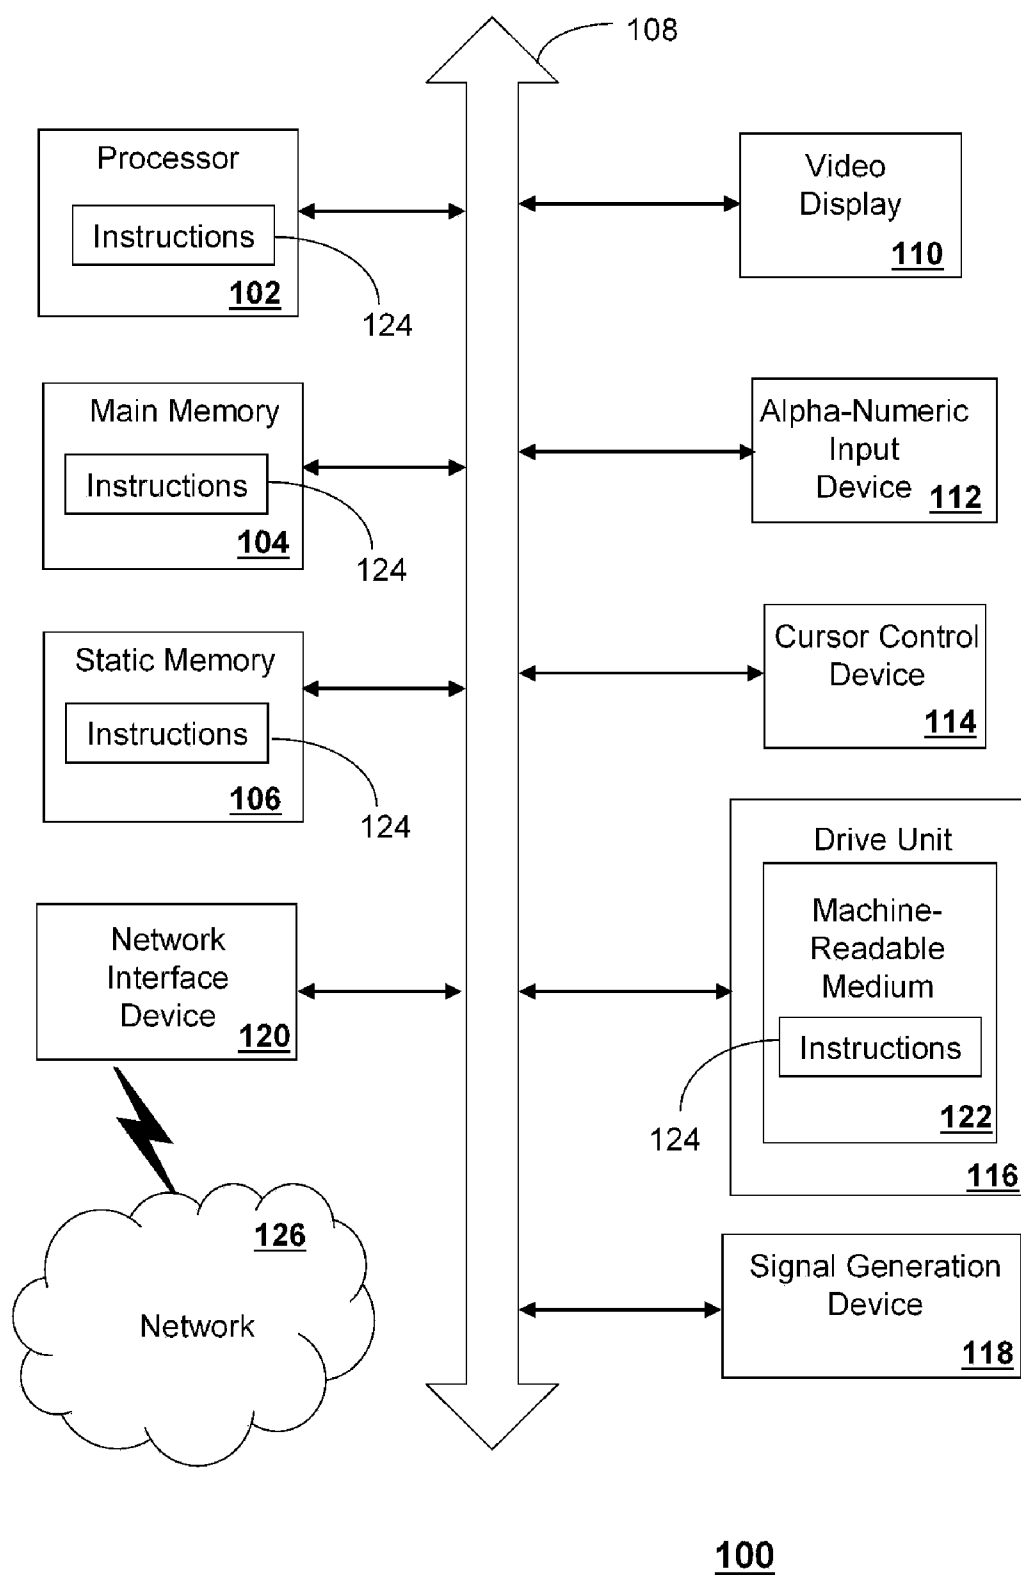 108
Processor
Instructions
102
124
Main Memory
Instructions
104
124
Static Memory
Instructions
106
124
Network
Interface
Device
120
126
Network
Video
Display
110
Alpha-Numeric
Input
Device
112
Cursor Control
Device
114
Drive Unit
Machine-
Readable
Medium
Instructions
124
122
116
Signal Generation
Device
118
100